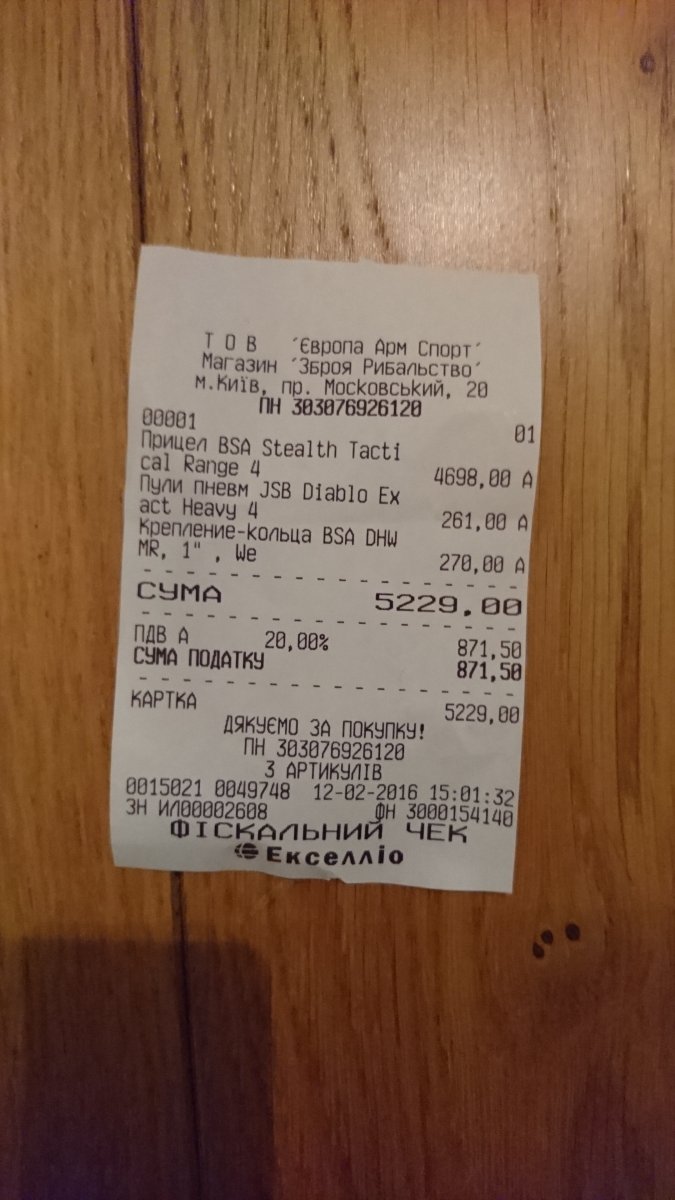 Т О В ´Європа Арм Спорт´
Магазин ´Зброя Рибальство´
м.Київ, пр. Московський, 20
ПН 303076926120
00001 01
Прицел BSA Stealth Tacti
cal Range 4 4698,00 А
Пули пневм JSB Diablo Ex
act Heavy 4 261,00 А
Крепление-кольца BSA DHW
MR, 1" , We 270,00 А
СУМА 5229,00
ПДВ А 20,00% 871,50
СУМА ПОДАТКУ 871,50
КАРТКА 5229,00
ДЯКУЄМО ЗА ПОКУПКУ!
ПН 303076926120
3 АРТИКУЛІВ
0015021 0049748 12-02-2016 15:01:32
ЗН ИЛ00002608 ФН 3000154140
ФІСКАЛЬНИЙ ЧЕК
Екселліо